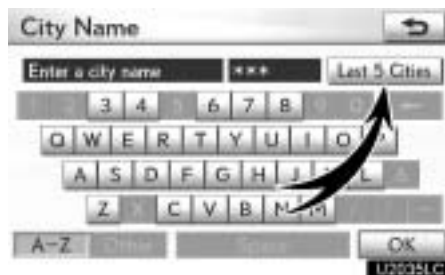 City Name
Enter a city name *** Last 5 Cities
3 4 6 7 8
Q W E R T Y U I O P
A S D F G H J L
Z X C V B N M
A-Z Other Space OK
U2035LC